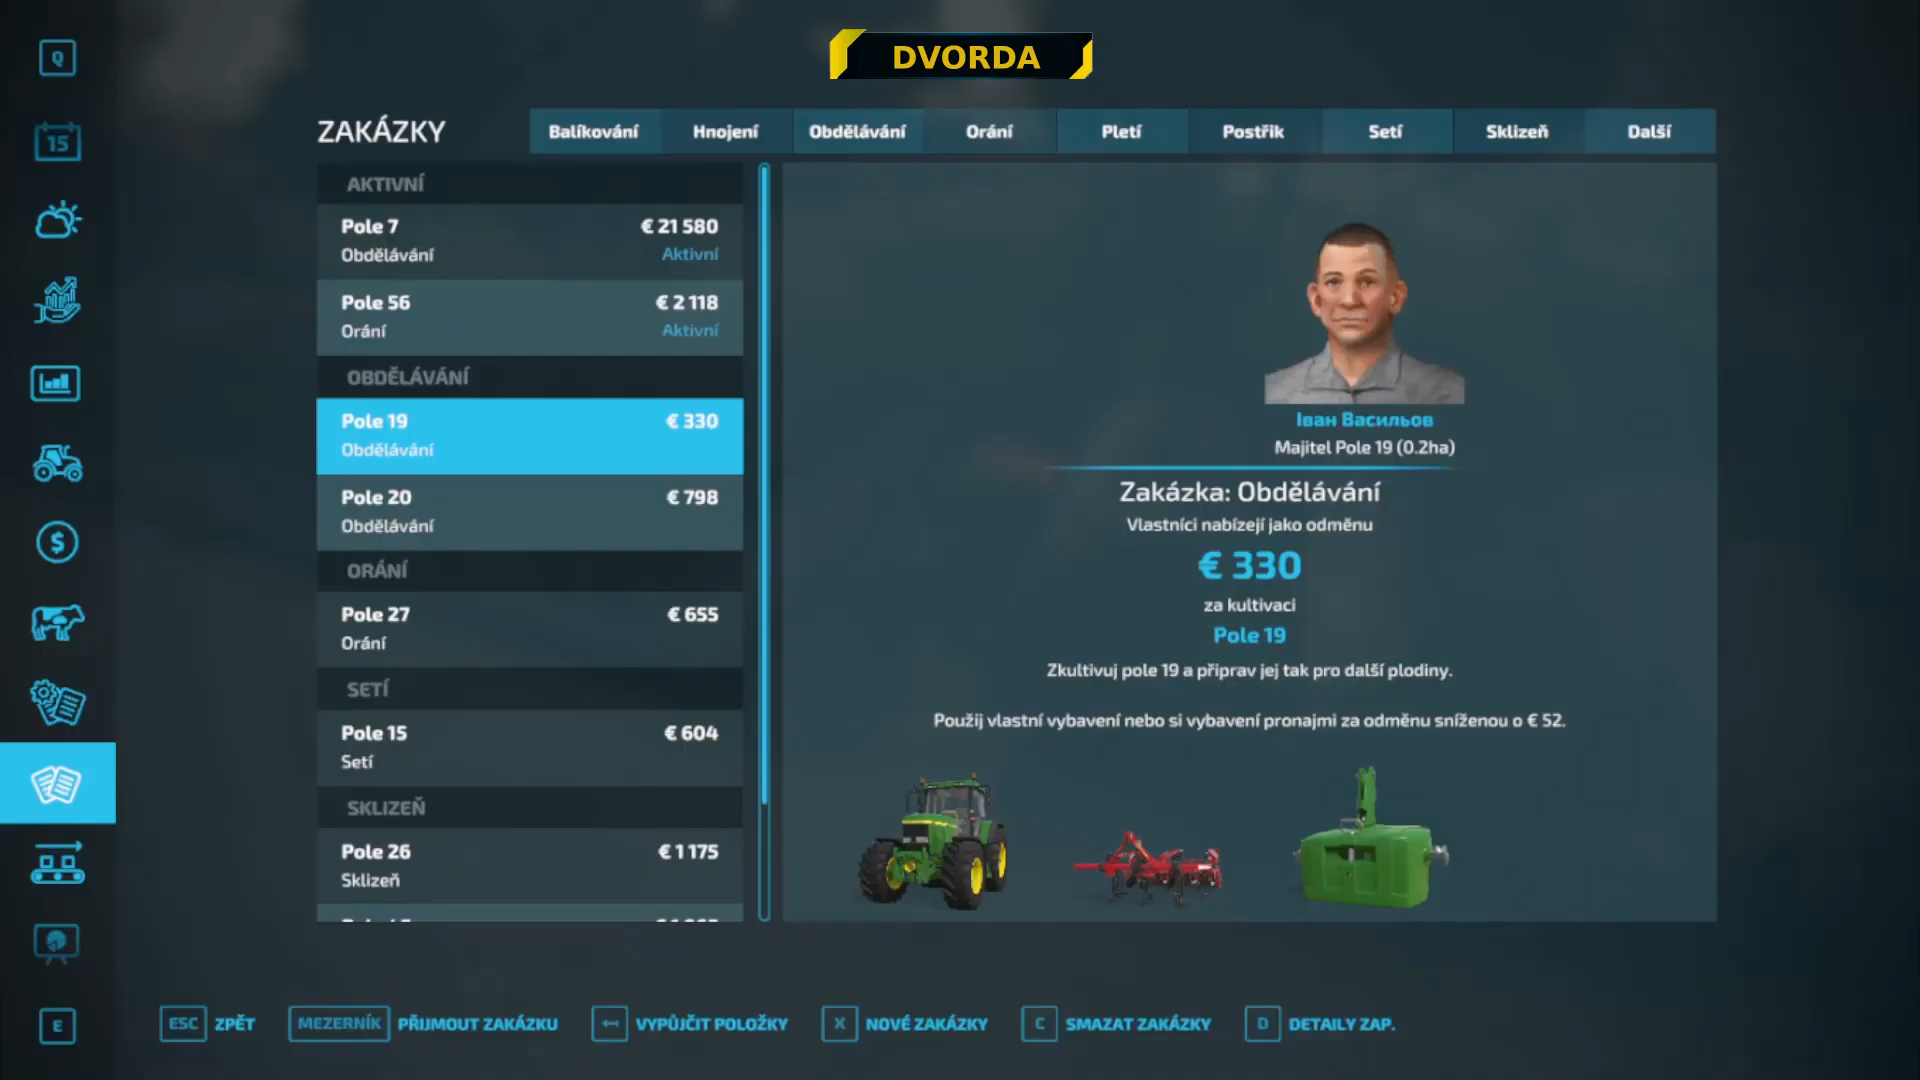 DVORDA
Q
15
ZAKÁZKY
Balíkování
Hnojení
Obdělávání
Orání
Pletí
Postřik
Setí
Sklizeň
Další
AKTIVNÍ
Pole 7 € 21 580
Obdělávání Aktivní
Pole 56 € 2 118
Orání Aktivní
OBDĚLÁVÁNÍ
Pole 19 € 330
Obdělávání
Pole 20 € 798
Obdělávání
ORÁNÍ
Pole 27 € 655
Orání
SETÍ
Pole 15 € 604
Setí
SKLIZEŇ
Pole 26 € 1 175
Sklizeň
Іван Васильов
Majitel Pole 19 (0.2ha)
Zakázka: Obdělávání
Vlastníci nabízejí jako odměnu
€ 330
za kultivaci
Pole 19
Zkultivuj pole 19 a připrav jej tak pro další plodiny.
Použij vlastní vybavení nebo si vybavení pronajmi za odměnu sníženou o € 52.
E
ESC ZPĚT
MEZERNÍK PŘIJMOUT ZAKÁZKU
VYPŮJČIT POLOŽKY
X NOVÉ ZAKÁZKY
C SMAZAT ZAKÁZKY
D DETAILY ZAP.